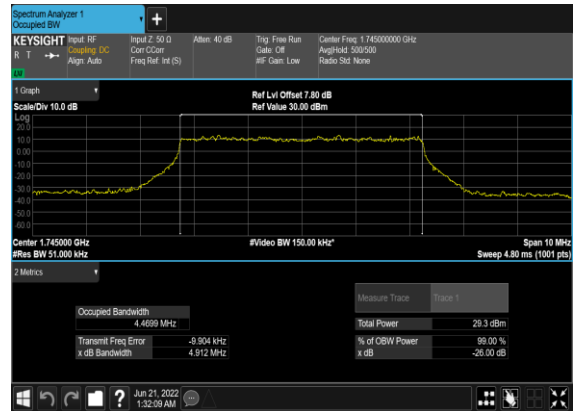 Spectrum Analyzer 1
Occupied BW
+
KEYSIGHT Input: RF Input Z: 50 Ω Atten: 40 dB Trig: Free Run Center Freq: 1.745000000 GHz
R T Coupling: DC Corr CCorr Gate: Off Avg|Hold: 500/500
Align: Auto Freq Ref: Int (S) #IF Gain: Low Radio Std: None
LW
1 Graph
Ref Lvl Offset 7.80 dB
Scale/Div 10.0 dB Ref Value 30.00 dBm
Log
20.0
10.0
0.00
-10.0
-20.0
-30.0
-40.0
-50.0
-60.0
Center 1.745000 GHz #Video BW 150.00 kHz* Span 10 MHz
#Res BW 51.000 kHz Sweep 4.80 ms (1001 pts)
2 Metrics
Measure Trace Trace 1
Occupied Bandwidth
4.4699 MHz Total Power 29.3 dBm
Transmit Freq Error -9.904 kHz % of OBW Power 99.00 %
x dB Bandwidth 4.912 MHz x dB -26.00 dB
? Jun 21, 2022
1:32:09 AM